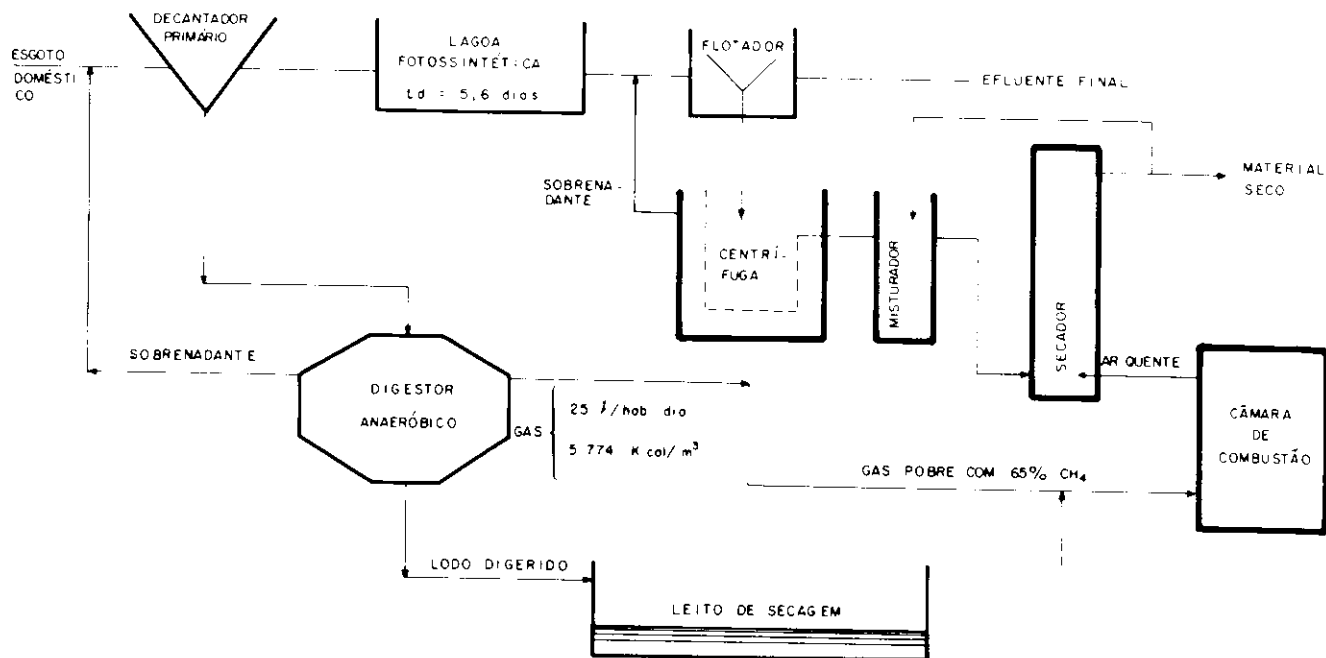 DECANTADOR
PRIMÁRIO
ESGOTO
DOMÉSTI
CO
LAGOA
FOTOSSINTÉTICA
td = 5,6 dias
FLOTADOR
EFLUENTE FINAL
MATERIAL
SECO
SOBRENA-
DANTE
CENTRÍ-
FUGA
MISTURADOR
SECADOR
AR QUENTE
CÂMARA
DE
COMBUSTÃO
SOBRENADANTE
DIGESTOR
ANAERÓBICO
GAS
25 l/hab dia
5 774 Kcal/m³
GAS POBRE COM 65% CH₄
LODO DIGERIDO
LEITO DE SECAGEM